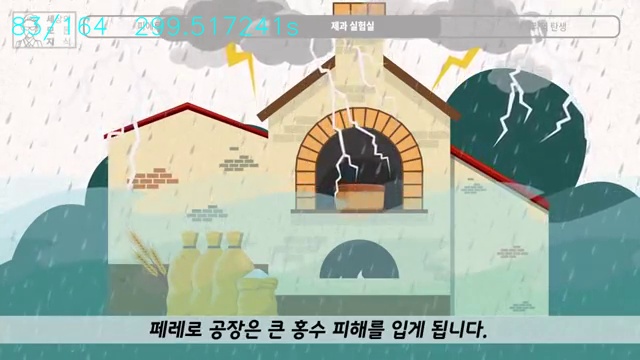 83/164 299.517241s
제과 실험실
탄생
페레로 공장은 큰 홍수 피해를 입게 됩니다.